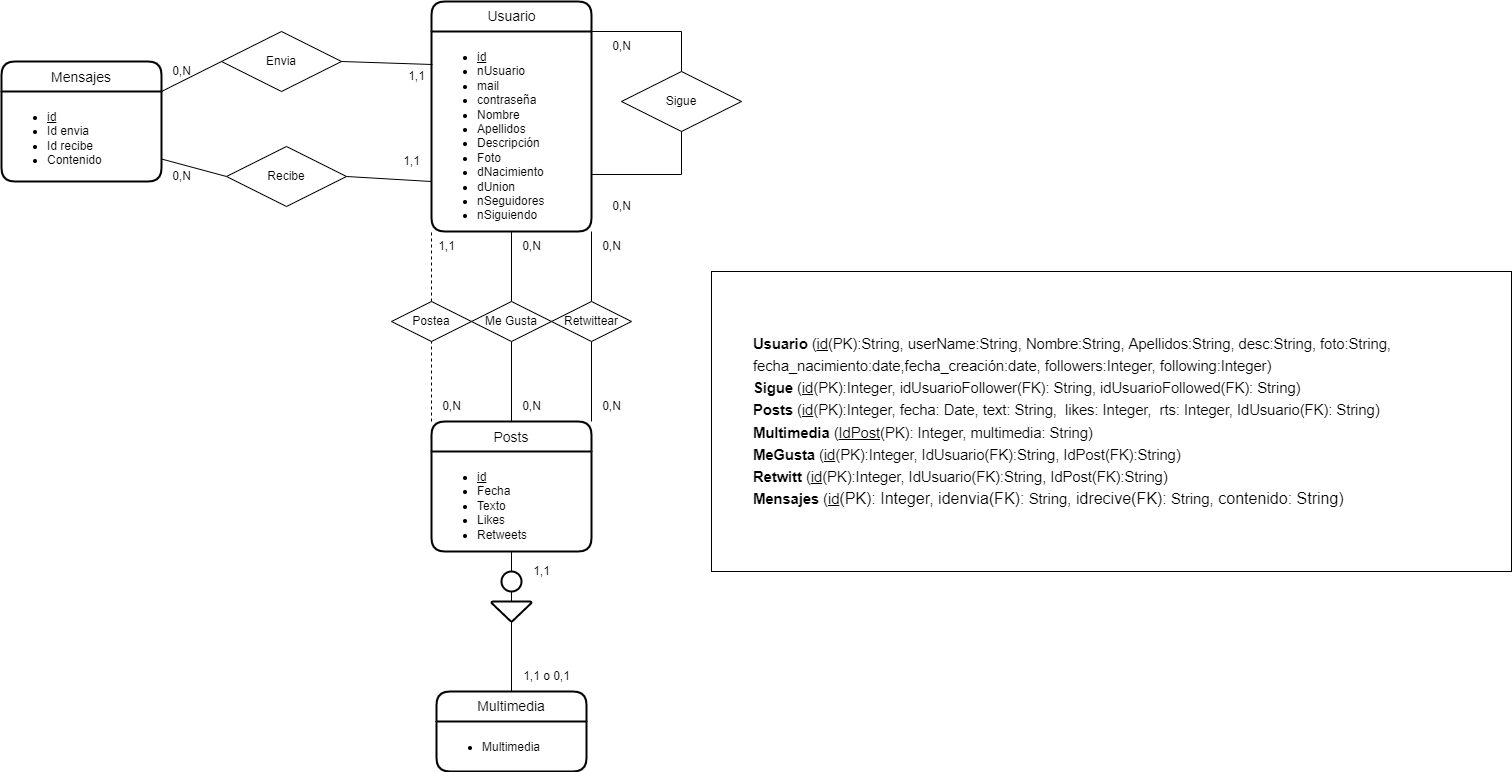 Usuario
id
nUsuario
mail
contraseña
Nombre
Apellidos
Descripción
Foto
dNacimiento
dUnion
nSeguidores
nSiguiendo
Mensajes
id
Id envia
Id recibe
Contenido
0,N
Envia
1,1
0,N
Recibe
1,1
0,N
Sigue
0,N
1,1
0,N
0,N
Postea
Me Gusta
Retwittear
0,N
0,N
0,N
Posts
id
Fecha
Texto
Likes
Retweets
1,1
1,1 o 0,1
Multimedia
Multimedia
Usuario (id(PK):String, userName:String, Nombre:String, Apellidos:String, desc:String, foto:String,
fecha_nacimiento:date,fecha_creación:date, followers:Integer, following:Integer)
Sigue (id(PK):Integer, idUsuarioFollower(FK): String, idUsuarioFollowed(FK): String)
Posts (id(PK):Integer, fecha: Date, text: String, likes: Integer, rts: Integer, IdUsuario(FK): String)
Multimedia (IdPost(PK): Integer, multimedia: String)
MeGusta (id(PK):Integer, IdUsuario(FK):String, IdPost(FK):String)
Retwitt (id(PK):Integer, IdUsuario(FK):String, IdPost(FK):String)
Mensajes (id(PK): Integer, idenvia(FK): String, idrecive(FK): String, contenido: String)